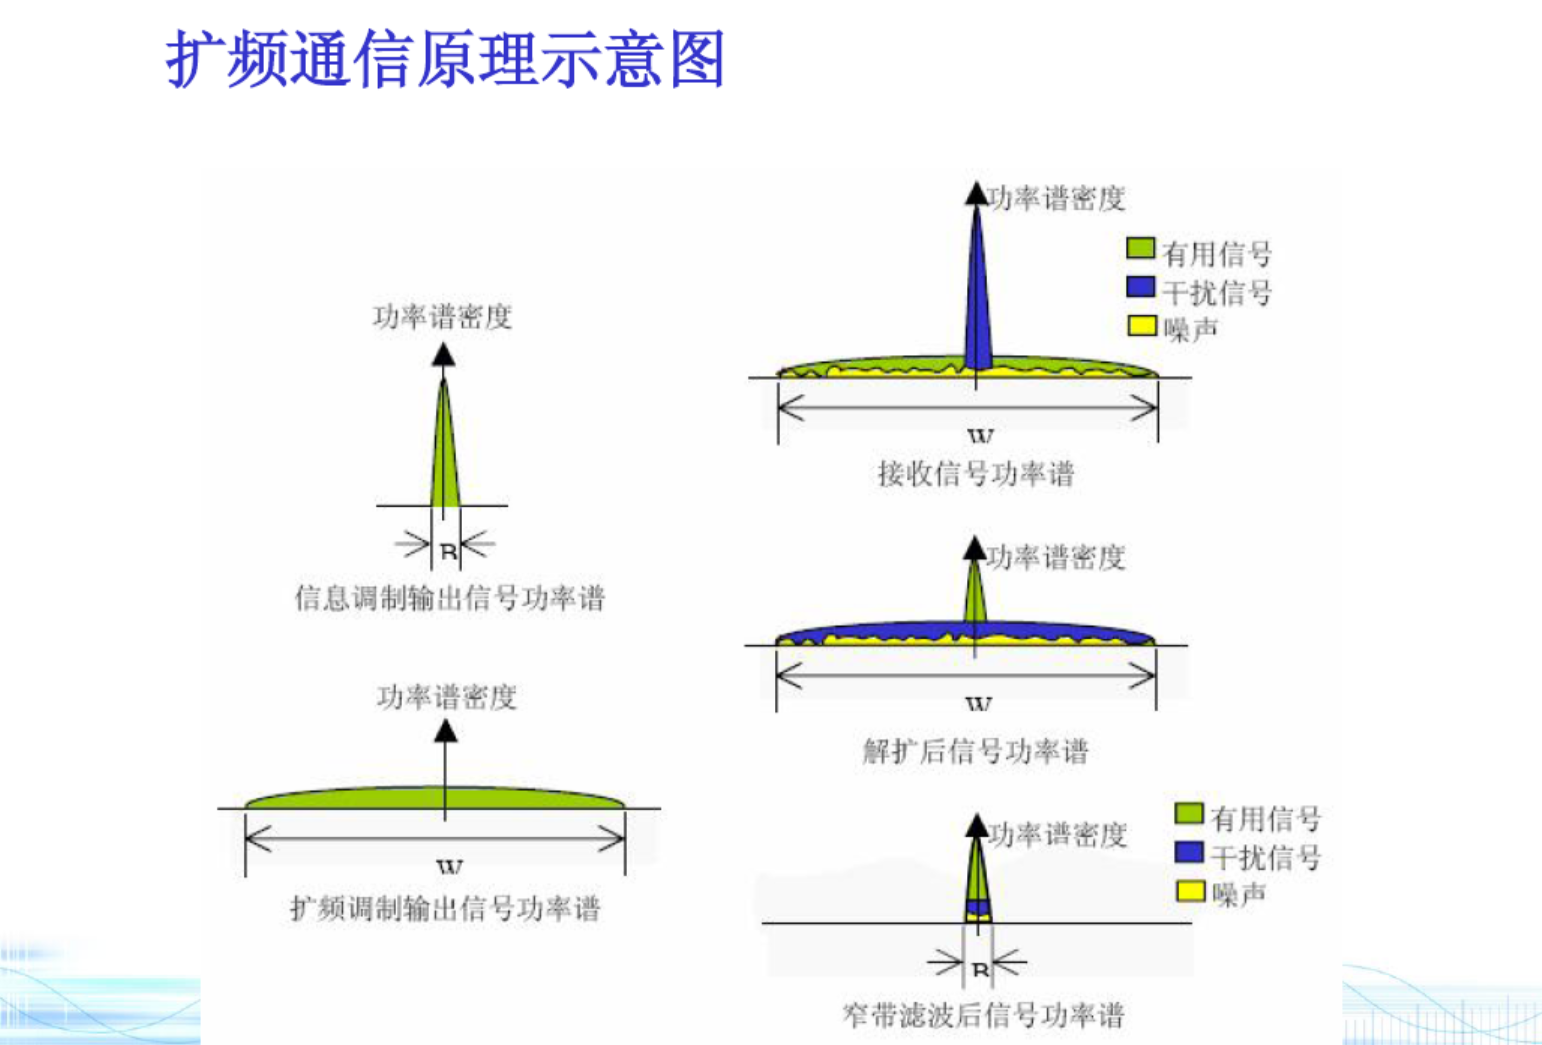 扩频通信原理示意图
功率谱密度
B
信息调制输出信号功率谱
功率谱密度
W
扩频调制输出信号功率谱
功率谱密度
有用信号
干扰信号
噪声
W
接收信号功率谱
功率谱密度
W
解扩后信号功率谱
功率谱密度
有用信号
干扰信号
噪声
B
窄带滤波后信号功率谱